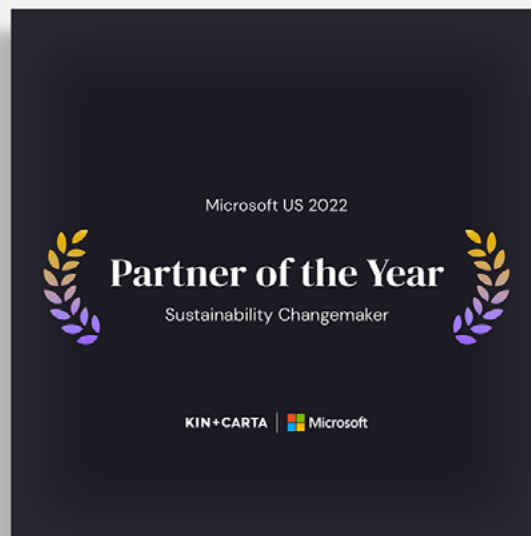 Microsoft US 2022
Partner of the Year
Sustainability Changemaker
KIN+CARTA | Microsoft